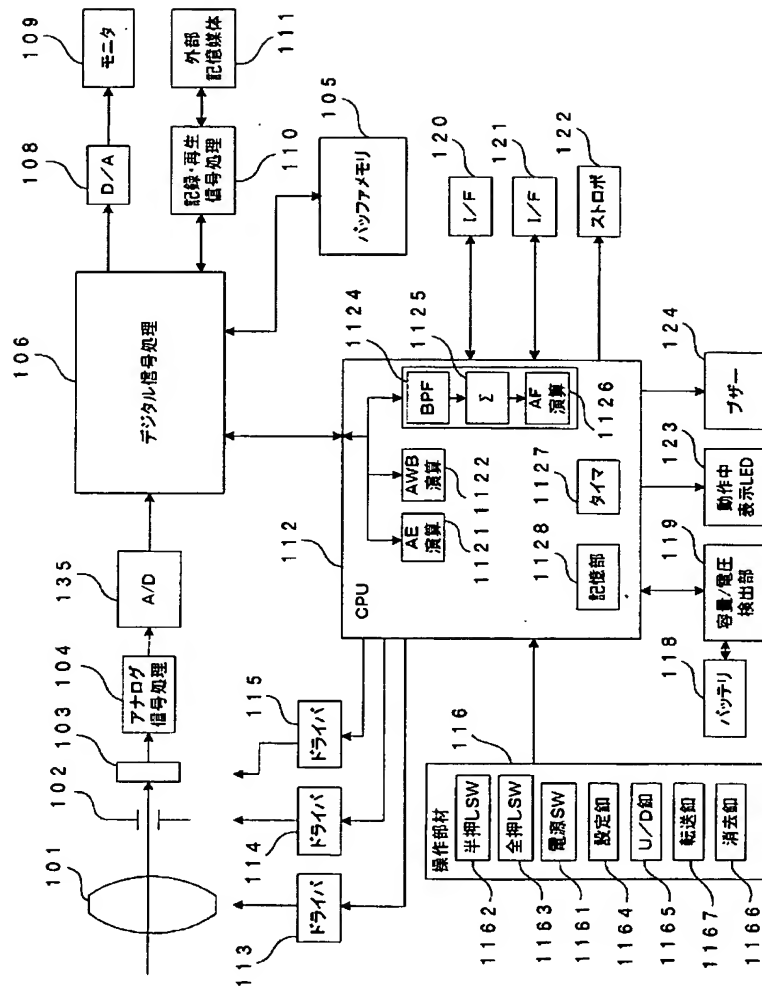 101
102
103
104
アナログ
信号処理
135
A/D
106
デジタル信号処理
108
D/A
109
モニタ
110
記録・再生
信号処理
111
外部
記憶媒体
105
バッファメモリ
113
ドライバ
114
ドライバ
115
ドライバ
112
CPU
AE
演算
1121
AWB
演算
1122
1124
BPF
1125
Σ
AF
演算
1126
1127
タイマ
1128
記憶部
120
I/F
121
I/F
122
ストロボ
116
操作部材
半押しSW
1162
全押しSW
1163
電源SW
1161
設定釦
1164
U/D釦
1165
転送釦
1167
消去釦
1166
118
バッテリ
119
容量/電圧
検出部
123
動作中
表示LED
124
ブザー